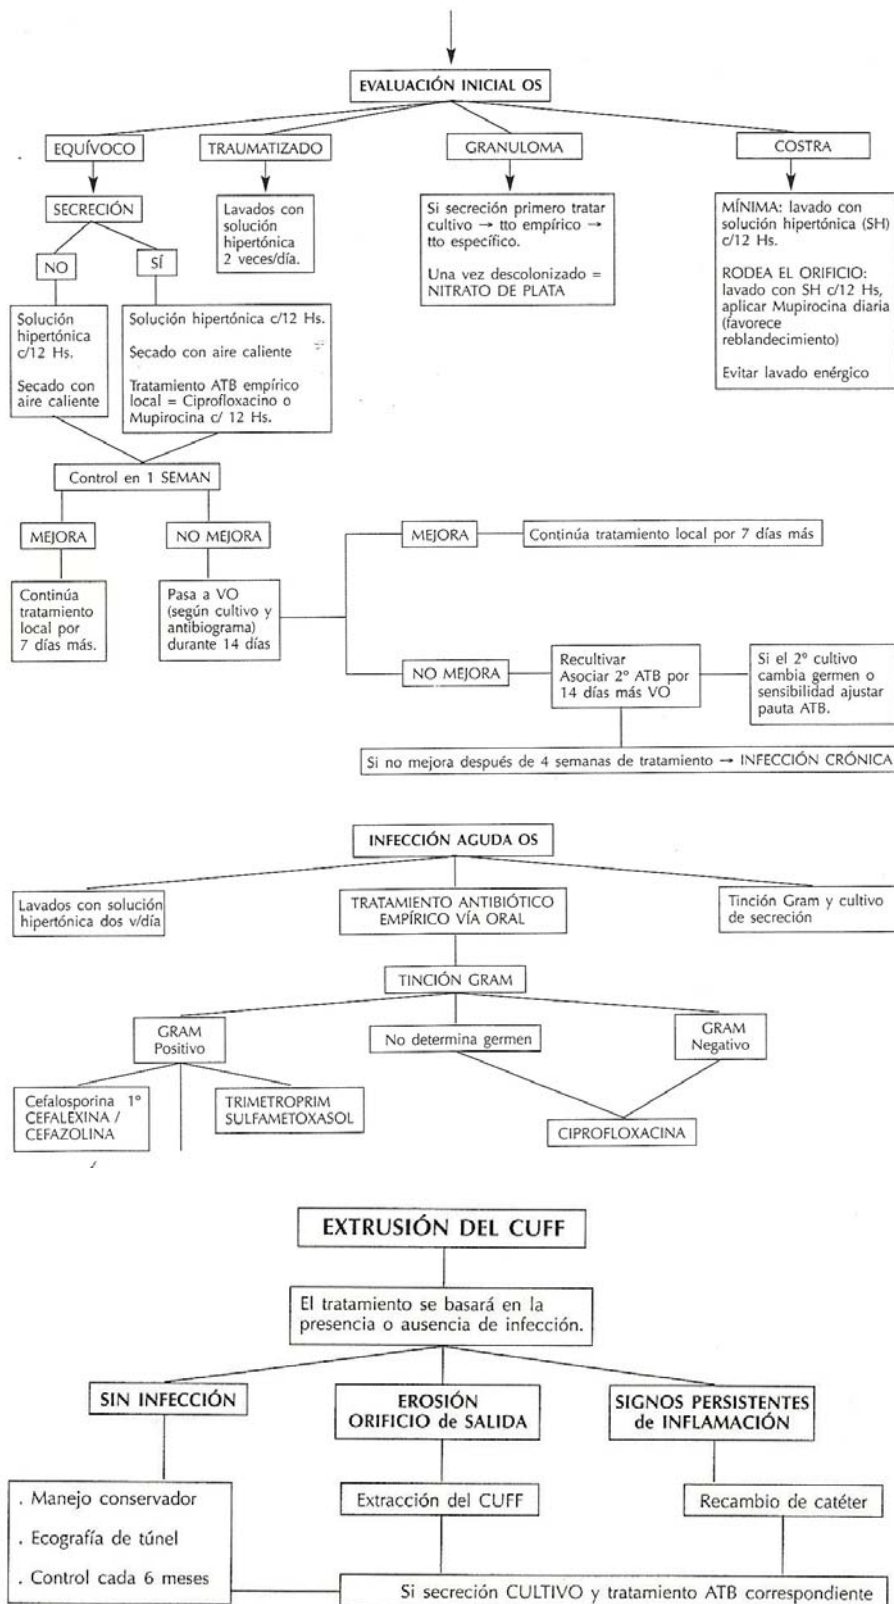 EVALUACIÓN INICIAL OS
EQUÍVOCO
TRAUMATIZADO
GRANULOMA
COSTRA
SECRECIÓN
NO
SÍ
Solución
hipertónica
c/12 Hs.
Secado con
aire caliente
Solución hipertónica c/12 Hs.
Secado con aire caliente
Tratamiento ATB empírico
local = Ciprofloxacino o
Mupirocina c/ 12 Hs.
Lavados con
solución
hipertónica
2 veces/día.
Si secreción primero tratar
cultivo → tto empírico →
tto específico.
Una vez descolonizado =
NITRATO DE PLATA
MÍNIMA: lavado con
solución hipertónica (SH)
c/12 Hs.
RODEA EL ORIFICIO:
lavado con SH c/12 Hs,
aplicar Mupirocina diaria
(favorece
reblandecimiento)
Evitar lavado enérgico
Control en 1 SEMAN
MEJORA
NO MEJORA
Continúa
tratamiento
local por
7 días más.
Pasa a VO
(según cultivo y
antibiograma)
durante 14 días
MEJORA
Continúa tratamiento local por 7 días más
NO MEJORA
Recultivar
Asociar 2º ATB por
14 días más VO
Si el 2º cultivo
cambia germen o
sensibilidad ajustar
pauta ATB.
Si no mejora después de 4 semanas de tratamiento → INFECCIÓN CRÓNICA
INFECCIÓN AGUDA OS
Lavados con solución
hipertónica dos v/día
TRATAMIENTO ANTIBIÓTICO
EMPÍRICO VÍA ORAL
Tinción Gram y cultivo
de secreción
TINCIÓN GRAM
GRAM
Positivo
No determina germen
GRAM
Negativo
Cefalosporina 1º
CEFALEXINA /
CEFAZOLINA
TRIMETROPRIM
SULFAMETOXASOL
CIPROFLOXACINA
EXTRUSIÓN DEL CUFF
El tratamiento se basará en la
presencia o ausencia de infección.
SIN INFECCIÓN
EROSIÓN
ORIFICIO de SALIDA
SIGNOS PERSISTENTES
de INFLAMACIÓN
. Manejo conservador
. Ecografía de túnel
. Control cada 6 meses
Extracción del CUFF
Recambio de catéter
Si secreción CULTIVO y tratamiento ATB correspondiente